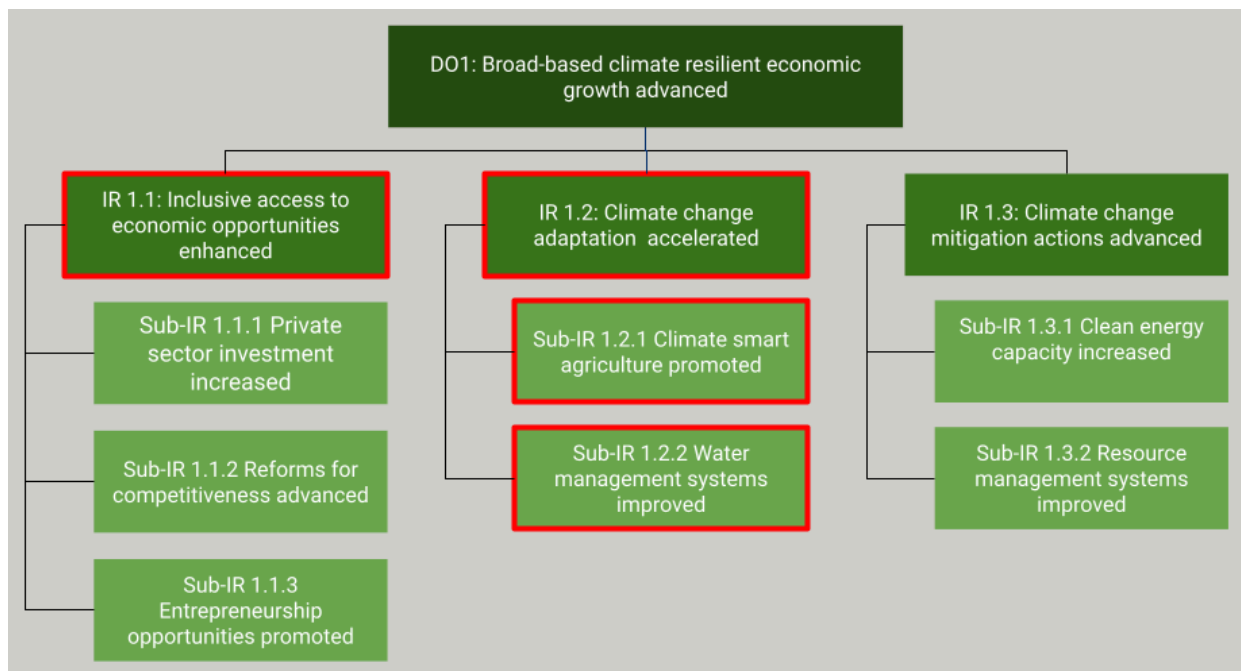 DO1: Broad-based climate resilient economic
growth advanced
IR 1.1: Inclusive access to
economic opportunities
enhanced
Sub-IR 1.1.1 Private
sector investment
increased
Sub-IR 1.1.2 Reforms for
competitiveness advanced
Sub-IR 1.1.3
Entrepreneurship
opportunities promoted
IR 1.2: Climate change
adaptation accelerated
Sub-IR 1.2.1 Climate smart
agriculture promoted
Sub-IR 1.2.2 Water
management systems
improved
IR 1.3: Climate change
mitigation actions advanced
Sub-IR 1.3.1 Clean energy
capacity increased
Sub-IR 1.3.2 Resource
management systems
improved